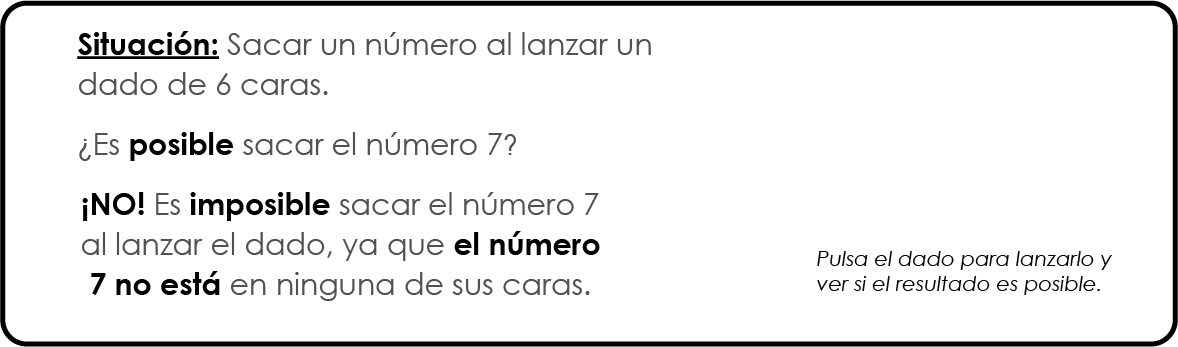 Situación: Sacar un número al lanzar un
dado de 6 caras.
¿Es posible sacar el número 7?
¡NO! Es imposible sacar el número 7
al lanzar el dado, ya que el número
7 no está en ninguna de sus caras.
Pulsa el dado para lanzarlo y
ver si el resultado es posible.